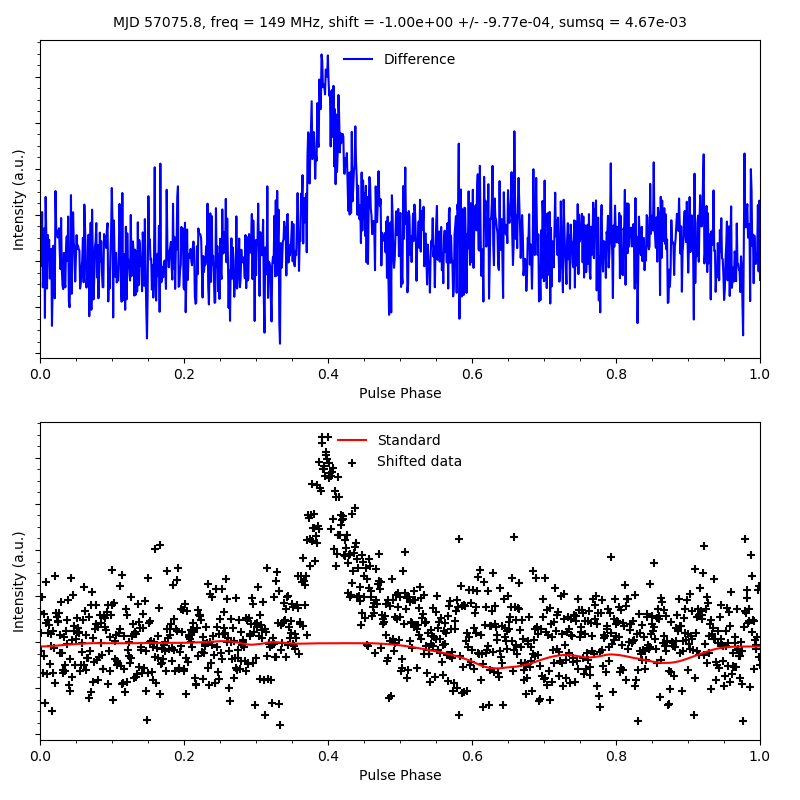 MJD 57075.8, freq = 149 MHz, shift = -1.00e+00 +/- -9.77e-04, sumsq = 4.67e-03
Difference
Intensity (a.u.)
0.0 0.2 0.4 0.6 0.8 1.0
Pulse Phase
Standard
Shifted data
Intensity (a.u.)
0.0 0.2 0.4 0.6 0.8 1.0
Pulse Phase